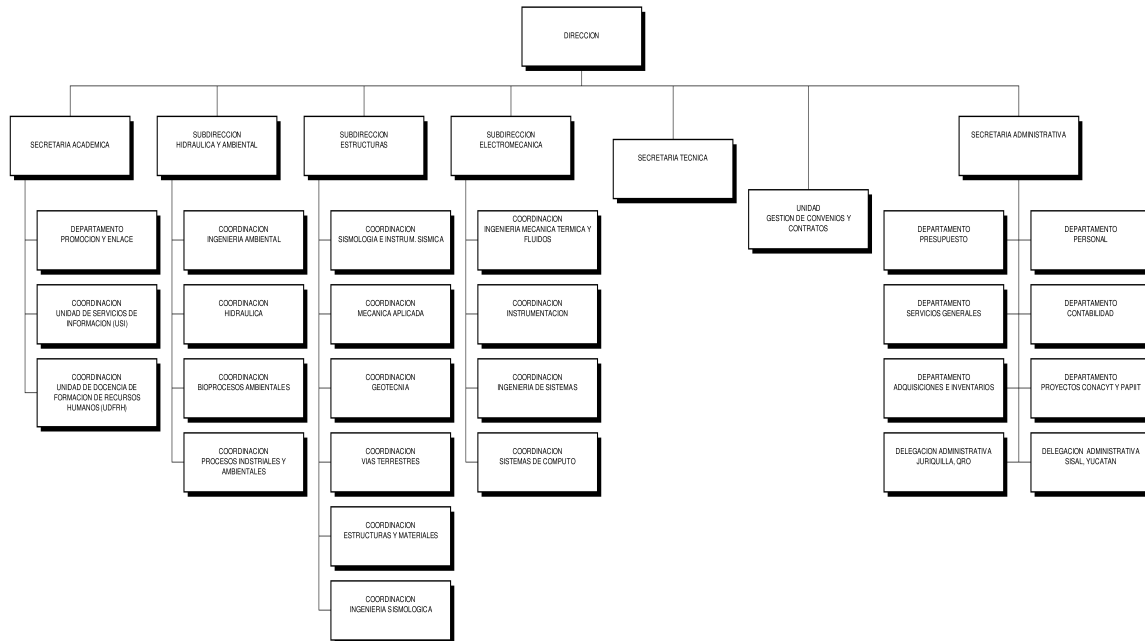 DIRECCION
SECRETARIA ACADEMICA
SUBDIRECCION
HIDRAULICA Y AMBIENTAL
SUBDIRECCION
ESTRUCTURAS
SUBDIRECCION
ELECTROMECANICA
SECRETARIA TECNICA
UNIDAD
GESTION DE CONVENIOS Y
CONTRATOS
SECRETARIA ADMINISTRATIVA
DEPARTAMENTO
PROMOCION Y ENLACE
COORDINACION
UNIDAD DE SERVICIOS DE
INFORMACION (USI)
COORDINACION
UNIDAD DE DOCENCIA DE
FORMACION DE RECURSOS
HUMANOS (UDFRH)
COORDINACION
INGENIERIA AMBIENTAL
COORDINACION
HIDRAULICA
COORDINACION
BIOPROCESOS AMBIENTALES
COORDINACION
PROCESOS INDSTRIALES Y
AMBIENTALES
COORDINACION
SISMOLOGIA E INSTRUM. SISMICA
COORDINACION
MECANICA APLICADA
COORDINACION
GEOTECNIA
COORDINACION
VIAS TERRESTRES
COORDINACION
ESTRUCTURAS Y MATERIALES
COORDINACION
INGENIERIA SISMOLOGICA
COORDINACION
INGENIERIA MECANICA TERMICA Y
FLUIDOS
COORDINACION
INSTRUMENTACION
COORDINACION
INGENIERIA DE SISTEMAS
COORDINACION
SISTEMAS DE COMPUTO
DEPARTAMENTO
PRESUPUESTO
DEPARTAMENTO
PERSONAL
DEPARTAMENTO
SERVICIOS GENERALES
DEPARTAMENTO
CONTABILIDAD
DEPARTAMENTO
ADQUISICIONES E INVENTARIOS
DEPARTAMENTO
PROYECTOS CONACYT Y PAPIIT
DELEGACION ADMINISTRATIVA
JURIQUILLA, QRO
DELEGACION ADMINISTRATIVA
SISAL, YUCATAN